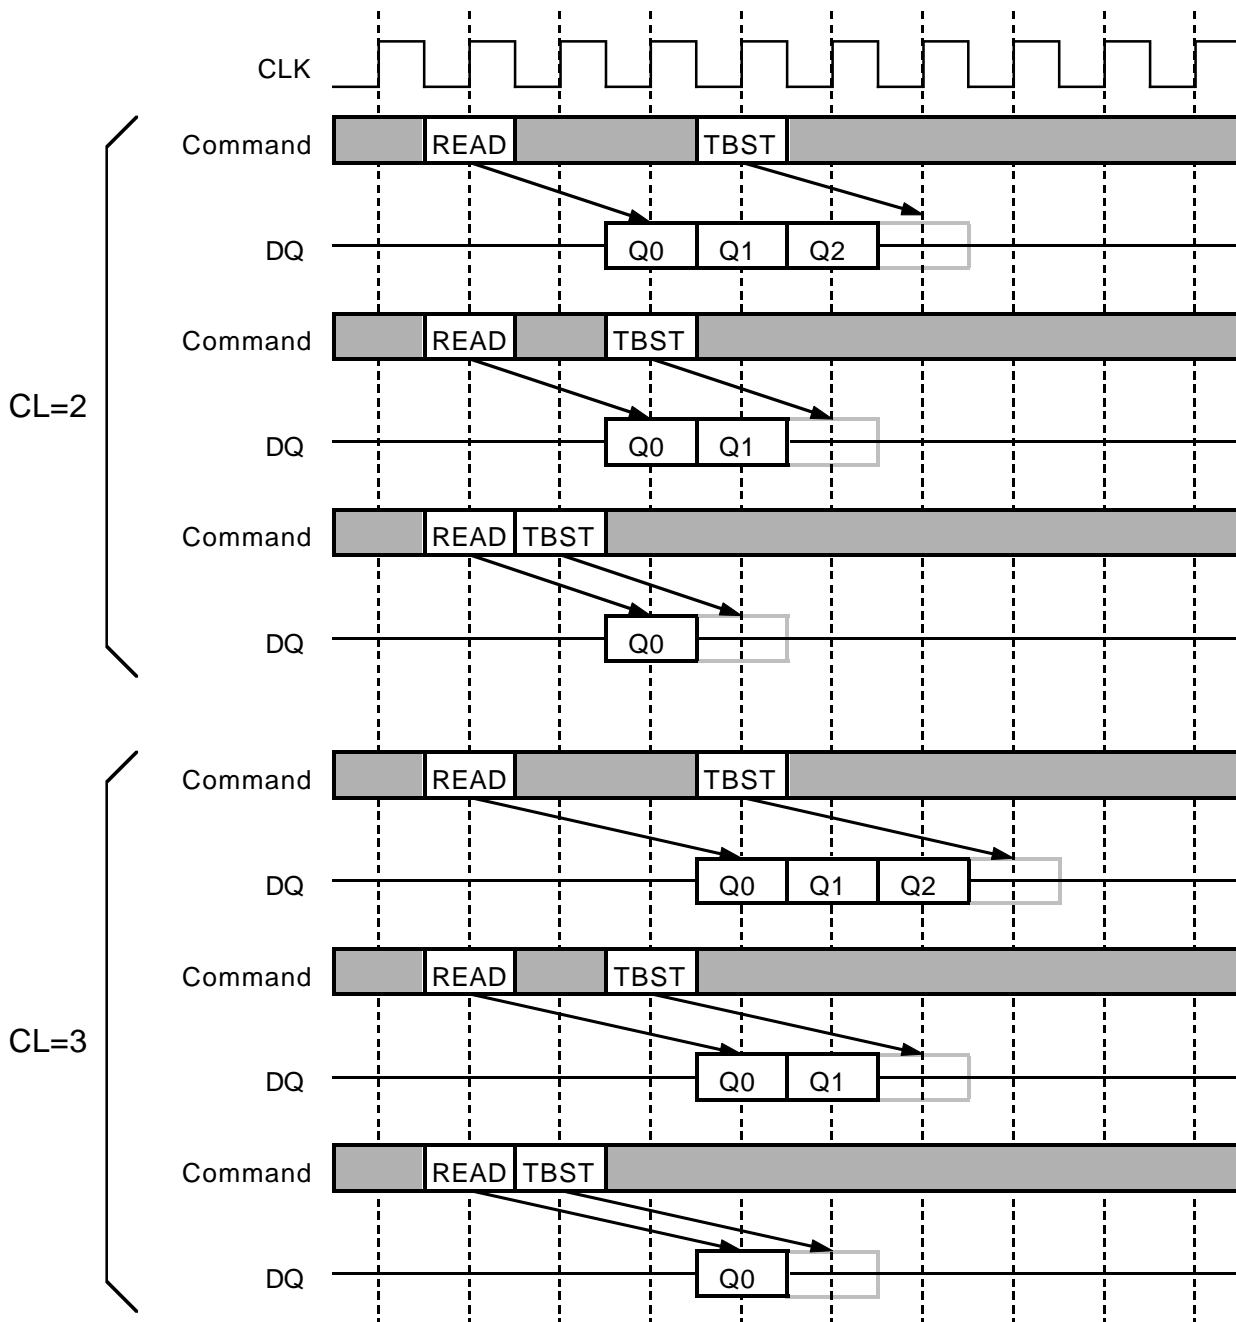 CLK
Command READ TBST
DQ Q0 Q1 Q2
Command READ TBST
CL=2
DQ Q0 Q1
Command READ TBST
DQ Q0
Command READ TBST
DQ Q0 Q1 Q2
Command READ TBST
CL=3
DQ Q0 Q1
Command READ TBST
DQ Q0